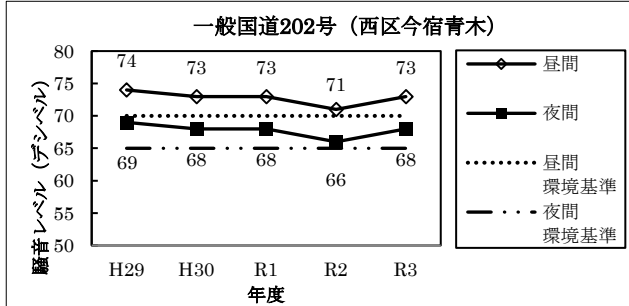 一般国道202号（西区今宿青木）
騒音レベル（デシベル）
80
75
70
65
60
55
50
74
73
73
71
73
69
68
68
66
68
H29
H30
R1
R2
R3
年度
昼間
夜間
昼間
環境基準
夜間
環境基準